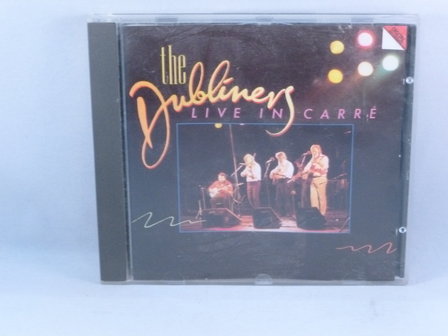 the
Dubliners
LIVE IN CARRÉ